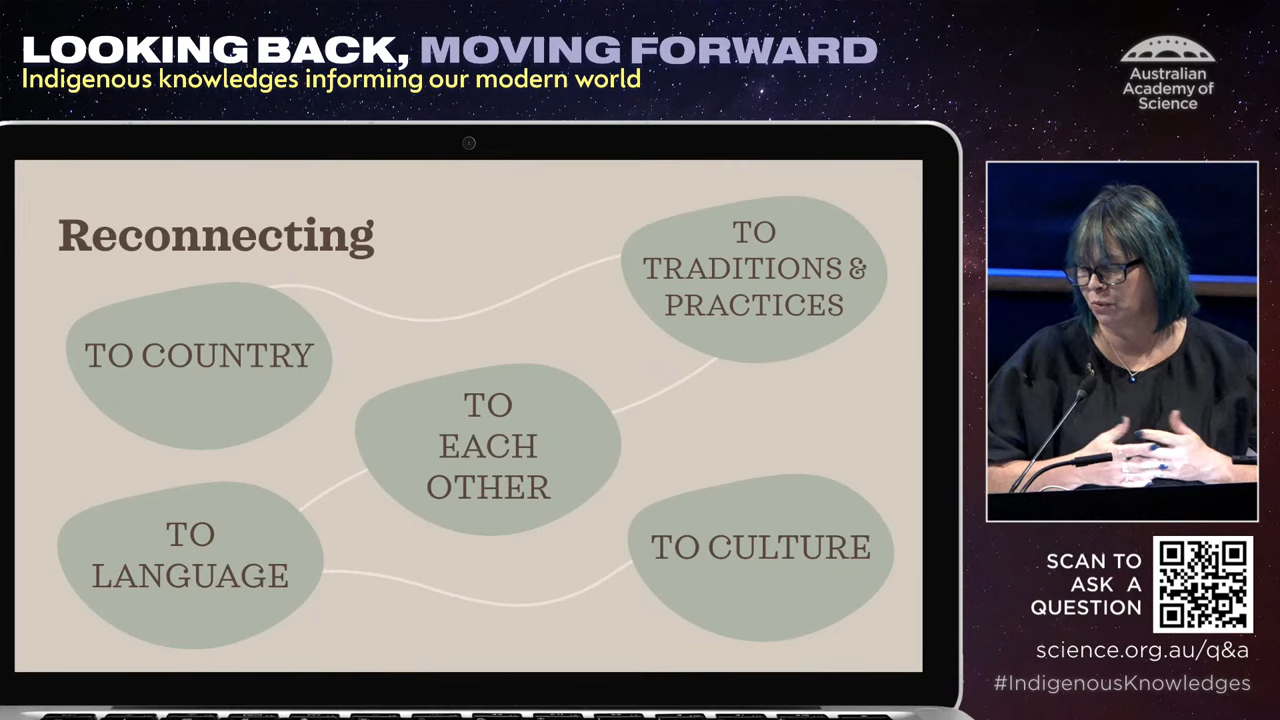 LOOKING BACK, MOVING FORWARD
Indigenous knowledges informing our modern world
Australian
Academy of
Science
Reconnecting
TO COUNTRY
TO
TRADITIONS &
PRACTICES
TO
EACH
OTHER
TO
LANGUAGE
TO CULTURE
SCAN TO
ASK A
QUESTION
science.org.au/q&a
#IndigenousKnowledges